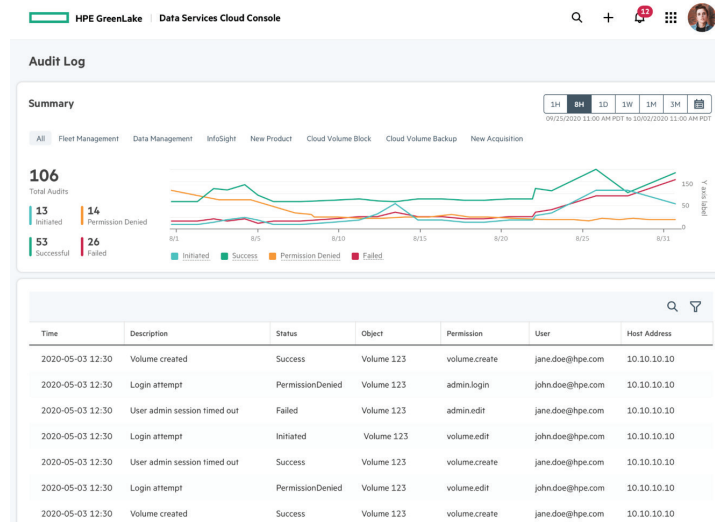 HPE GreenLake Data Services Cloud Console 12
Audit Log
Summary 1H 8H 1D 1W 1M 3M
09/25/2020 11:00 AM PDT to 10/02/2020 11:00 AM PDT
All Fleet Management Data Management InfoSight New Product Cloud Volume Block Cloud Volume Backup New Acquisition
106
Total Audits
13 14
Initiated Permission Denied
53 26
Successful Failed
150
50
0
Y axis label
8/1 8/5 8/10 8/15 8/20 8/25 8/31
Initiated Success Permission Denied Failed
Time Description Status Object Permission User Host Address
2020-05-03 12:30 Volume created Success Volume 123 volume.create jane.doe@hpe.com 10.10.10.10
2020-05-03 12:30 Login attempt PermissionDenied Volume 123 admin.login john.doe@hpe.com 10.10.10.10
2020-05-03 12:30 User admin session timed out Failed Volume 123 admin.edit jane.doe@hpe.com 10.10.10.10
2020-05-03 12:30 Login attempt Initiated Volume 123 volume.edit john.doe@hpe.com 10.10.10.10
2020-05-03 12:30 User admin session timed out Success Volume 123 volume.create jane.doe@hpe.com 10.10.10.10
2020-05-03 12:30 Login attempt PermissionDenied Volume 123 volume.edit john.doe@hpe.com 10.10.10.10
2020-05-03 12:30 Volume created Success Volume 123 volume.create jane.doe@hpe.com 10.10.10.10